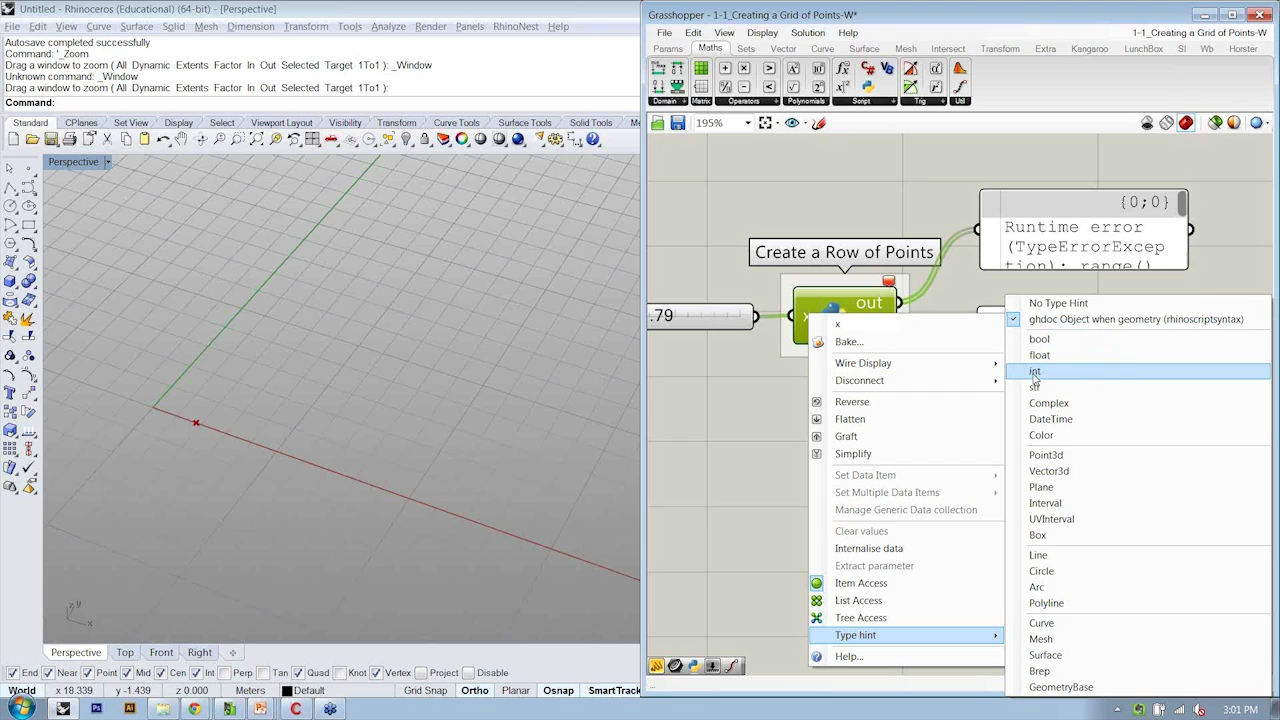 Untitled - Rhinoceros (Educational) (64-bit) - [Perspective]
File Edit View Curve Surface Solid Mesh Dimension Transform Tools Analyze Render Panels RhinoNest Help
Autosave completed successfully
Command: '_Zoom
Drag a window to zoom ( All Dynamic Extents Factor In Out Selected Target 1To1 ): _Window
Unknown command: _Window
Drag a window to zoom ( All Dynamic Extents Factor In Out Selected Target 1To1 ):
Command:
Standard CPlanes Set View Display Select Viewport Layout Visibility Transform Curve Tools Surface Tools Solid Tools
Perspective
z y
x
Perspective Top Front Right
End Near Point Mid Cen Int Perp Tan Quad Knot Vertex Project Disable
World x 18.339 y -1.439 z 0.000 Meters Default Grid Snap Ortho Planar Osnap SmartTrack
Grasshopper - 1-1_Creating a Grid of Points-W*
File Edit View Display Solution Help
1-1_Creating a Grid of Points-W
Params Maths Sets Vector Curve Surface Mesh Intersect Transform Extra Kangaroo LunchBox SI Wb Horster
Domain Matrix Operators Polynomials Script Trig Util
195%
{0;0}
Runtime error
(TypeErrorExcep
tion): range()
Create a Row of Points
out
.79
x
x
Bake...
Wire Display
Disconnect
Reverse
Flatten
Graft
Simplify
Set Data Item
Set Multiple Data Items
Manage Generic Data collection
Clear values
Internalise data
Extract parameter
Item Access
List Access
Tree Access
Type hint
Help...
No Type Hint
ghdoc Object when geometry (rhinoscriptsyntax)
bool
float
int
str
Complex
DateTime
Color
Point3d
Vector3d
Plane
Interval
UVInterval
Box
Line
Circle
Arc
Polyline
Curve
Mesh
Surface
Brep
GeometryBase
3:01 PM